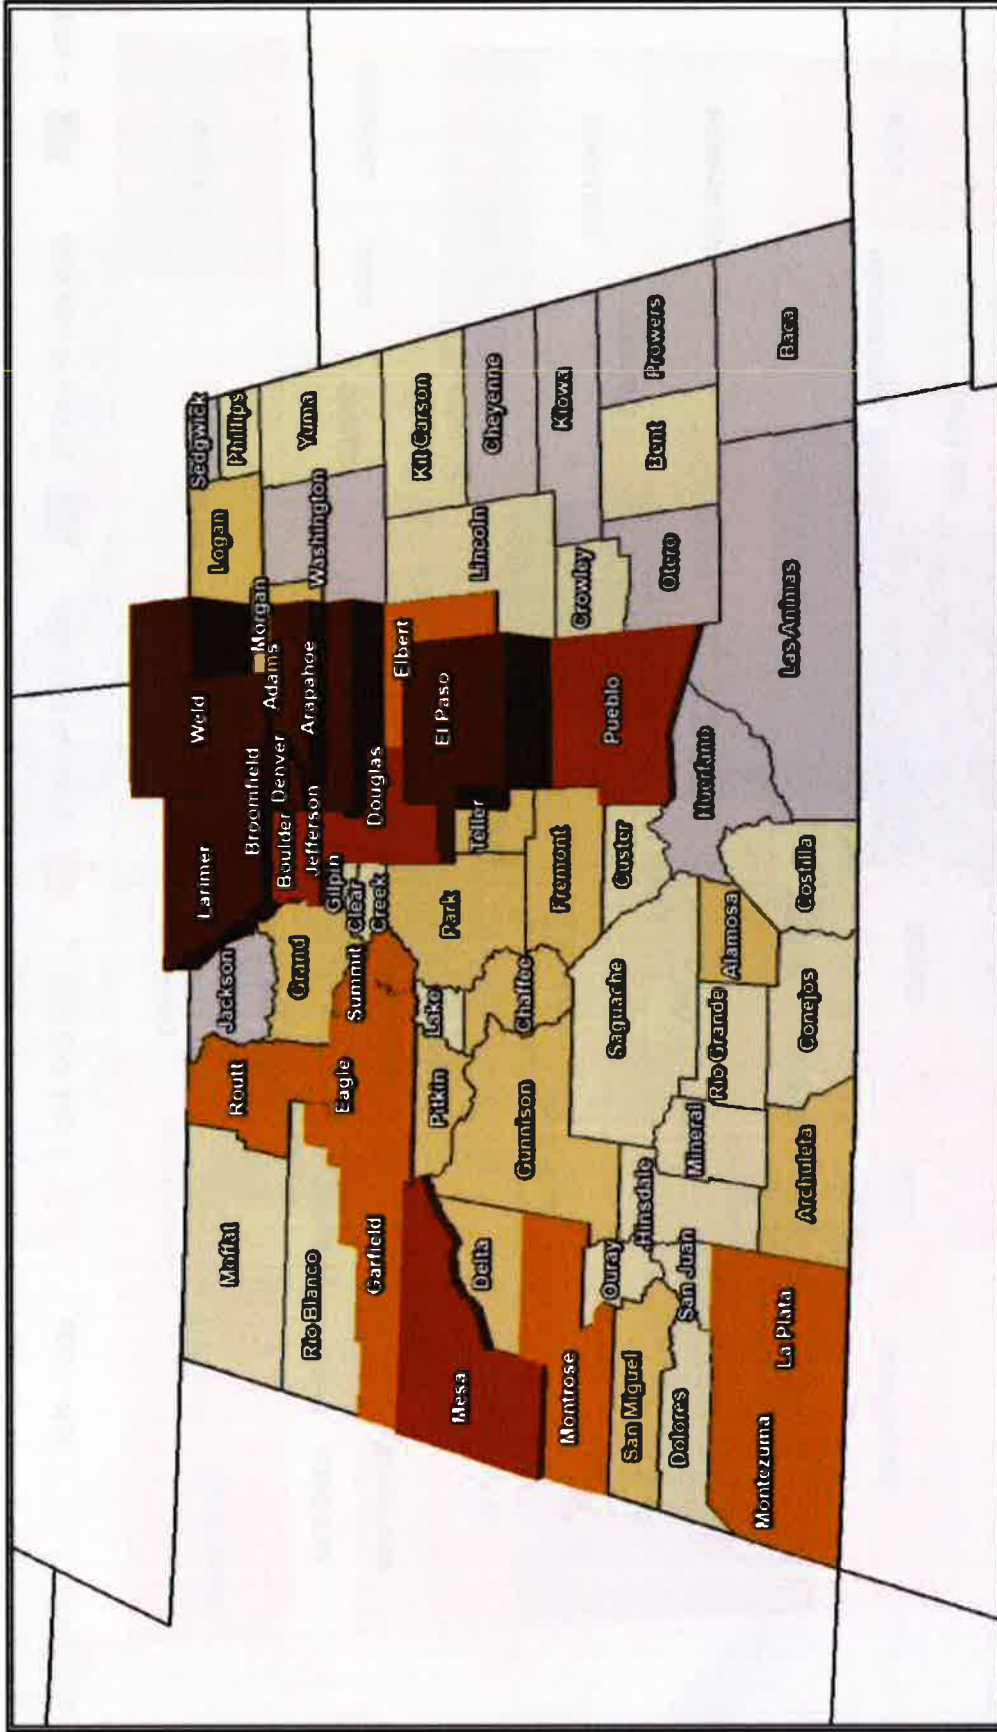 Sedgwick
Logan
Phillips
Weld
Larimer
Jackson
Routt
Moffat
Morgan
Yuma
Washington
Adams
Broomfield
Denver
Boulder
Arapahoe
Jefferson
Grand
Gilpin
Clear
Creek
Summit
Eagle
Rio Blanco
Garfield
Elbert
Douglas
Kit Carson
Lincoln
El Paso
Teller
Park
Lake
Pitkin
Mesa
Delta
Cheyenne
Kiowa
Crowley
Pueblo
Fremont
Chaffee
Gunnison
Montrose
Custer
Saguache
Ouray
Hinsdale
San Miguel
Prowers
Bent
Otero
Huerfano
Alamosa
Rio Grande
Mineral
San Juan
Dolores
Baca
Las Animas
Costilla
Conejos
Archuleta
La Plata
Montezuma